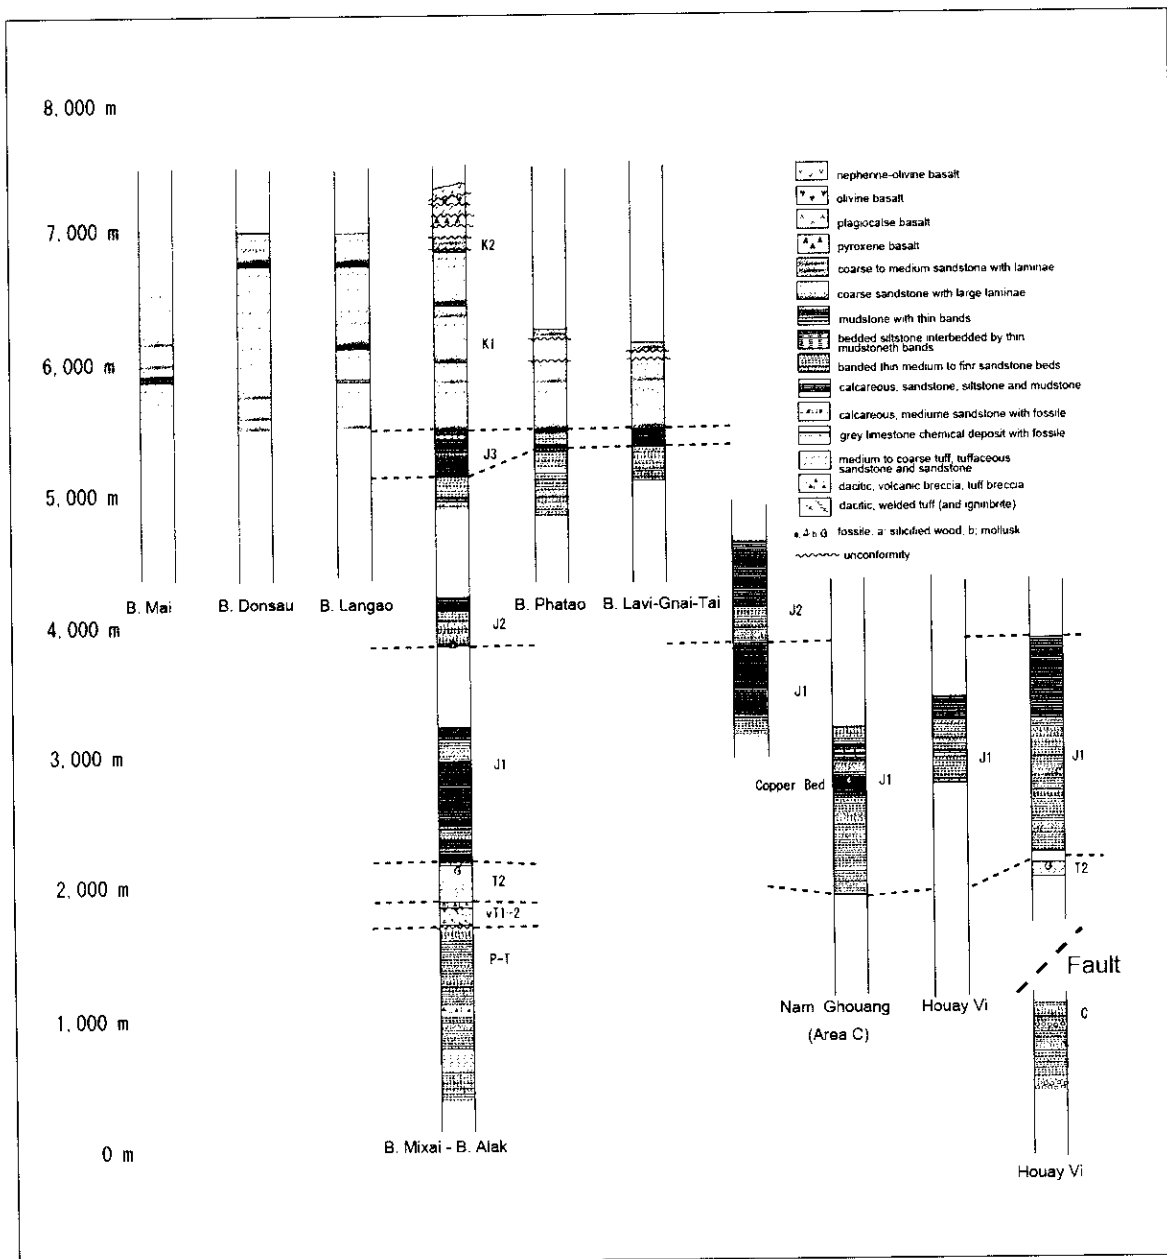 8,000 m
7,000 m
6,000 m
5,000 m
4,000 m
3,000 m
2,000 m
1,000 m
0 m
nepheririe-olivine basalt
olivine basalt
plagiocalse basalt
pyroxene basalt
coarse to medium sandstone with laminae
coarse sandstone with large laminae
mudstone with thin bands
bedded siltstone interbedded by thin
mudstoneth bands
banded thin medium to finr sandstone beds
calcareous, sandstone, siltstone and mudstone
calcareous, mediume sandstone with fossile
grey limestone chemical deposit with fossile
medium to coarse tuff, tuffaceous
sandstone and sandstone
dacitic, volcanic breccia, tuff breccia
dacitic, welded tuff (and igninbrite)
fossile, a: silicified wood, b; mollusk
unconformity
K2
K1
J3
J2
J1
T2
vT1-2
P-T
B. Mai
B. Donsau
B. Langao
B. Phatao
B. Lavi-Gnai-Tai
B. Mixai - B. Alak
J2
J1
Copper Bed
J1
J1
J1
T2
Fault
C
Nam Ghouang
(Area C)
Houay Vi
Houay Vi